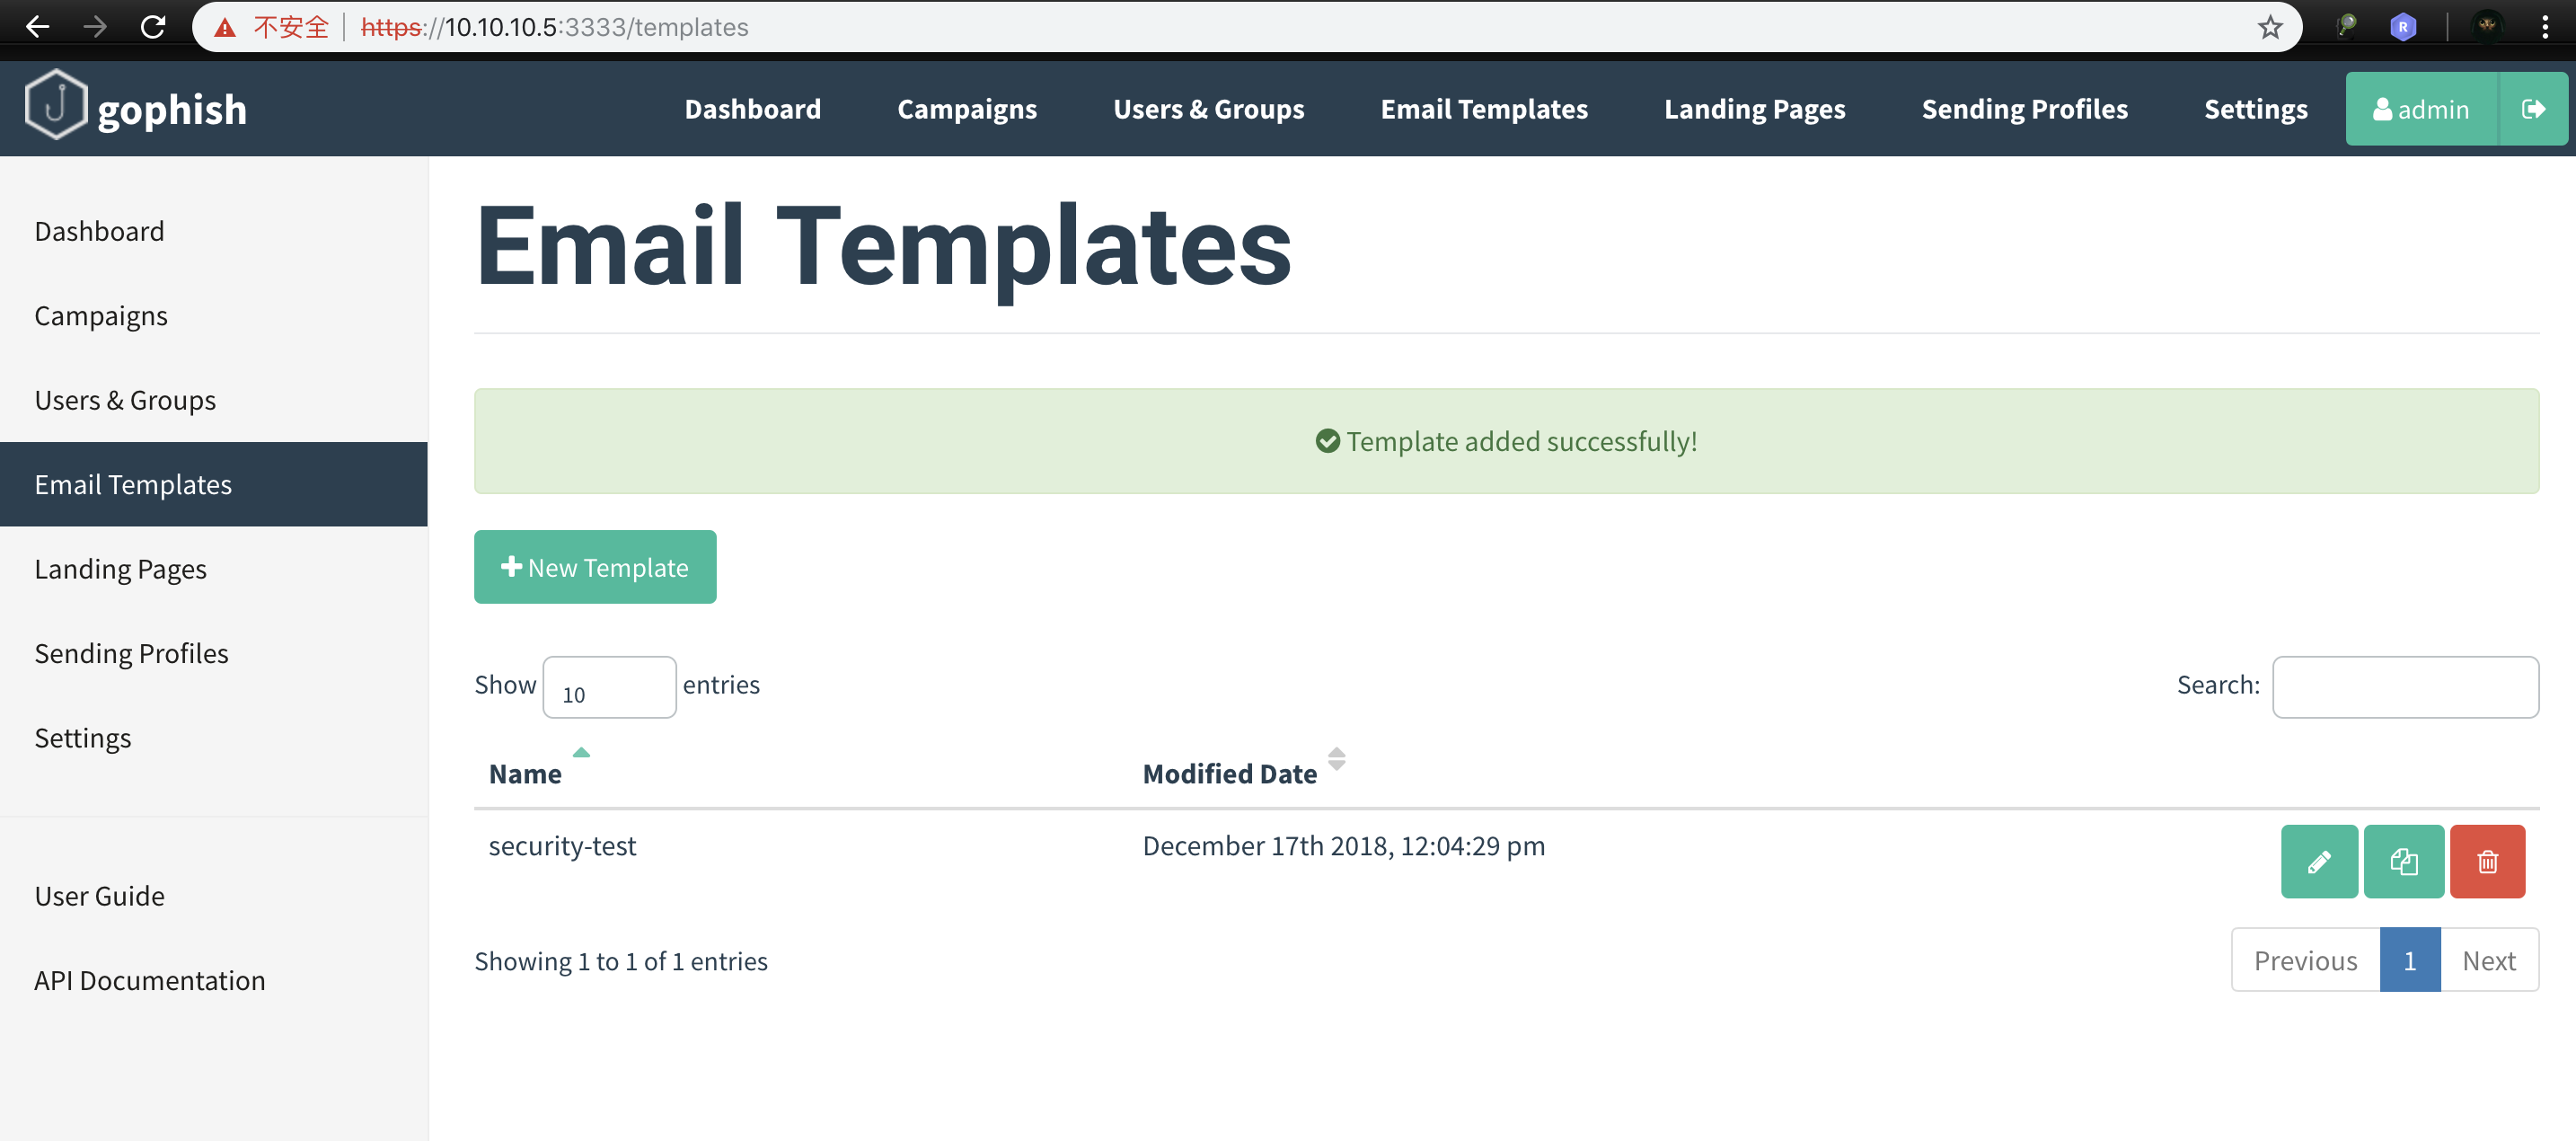 不安全 https://10.10.10.5:3333/templates
gophish
Dashboard Campaigns Users & Groups Email Templates Landing Pages Sending Profiles Settings admin
Dashboard
Campaigns
Users & Groups
Email Templates
Landing Pages
Sending Profiles
Settings
User Guide
API Documentation
Email Templates
Template added successfully!
New Template
Show 10 entries Search:
Name Modified Date
security-test December 17th 2018, 12:04:29 pm
Showing 1 to 1 of 1 entries Previous 1 Next